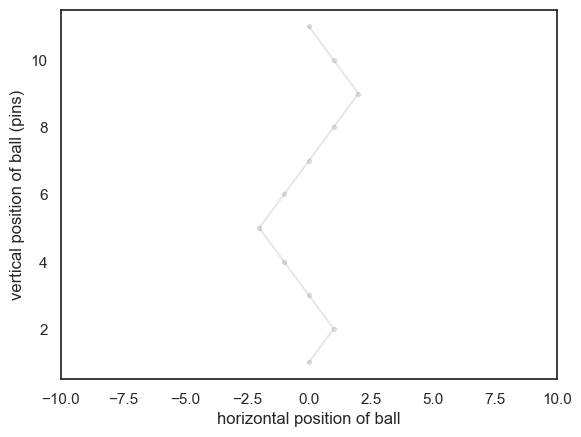 vertical position of ball (pins)
10
8
6
4
2
−10.0 −7.5 −5.0 −2.5 0.0 2.5 5.0 7.5 10.0
horizontal position of ball